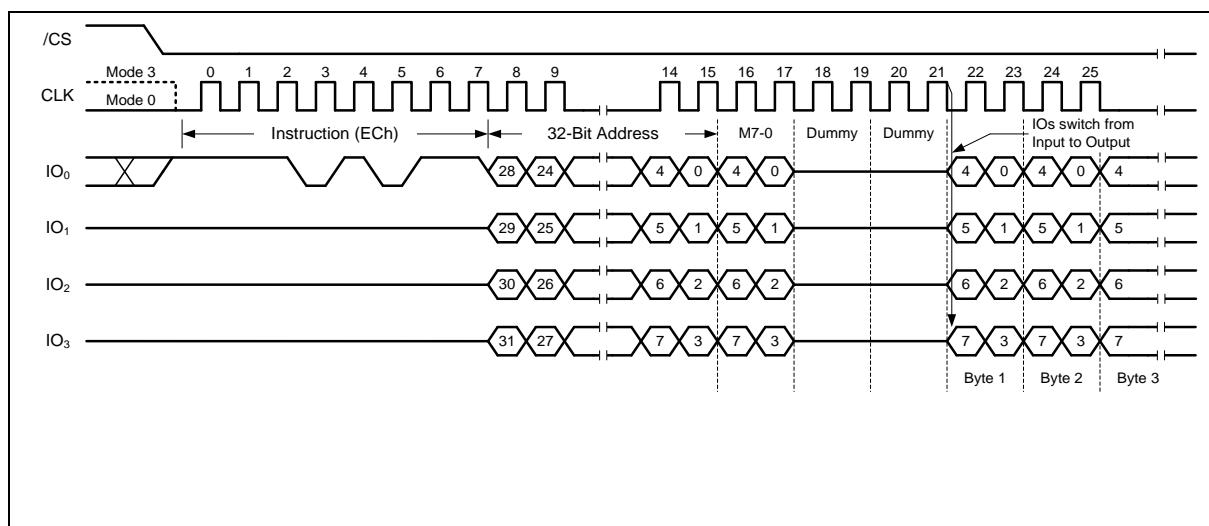 /CS
Mode 3 0 1 2 3 4 5 6 7 8 9 14 15 16 17 18 19 20 21 22 23 24 25
CLK Mode 0
Instruction (ECh) 32-Bit Address M7-0 Dummy Dummy IOs switch from
Input to Output
IO₀ 28 24 4 0 4 0 4 0 4 0 4
IO₁ 29 25 5 1 5 1 5 1 5 1 5
IO₂ 30 26 6 2 6 2 6 2 6 2 6
IO₃ 31 27 7 3 7 3 7 3 7 3 7
Byte 1 Byte 2 Byte 3